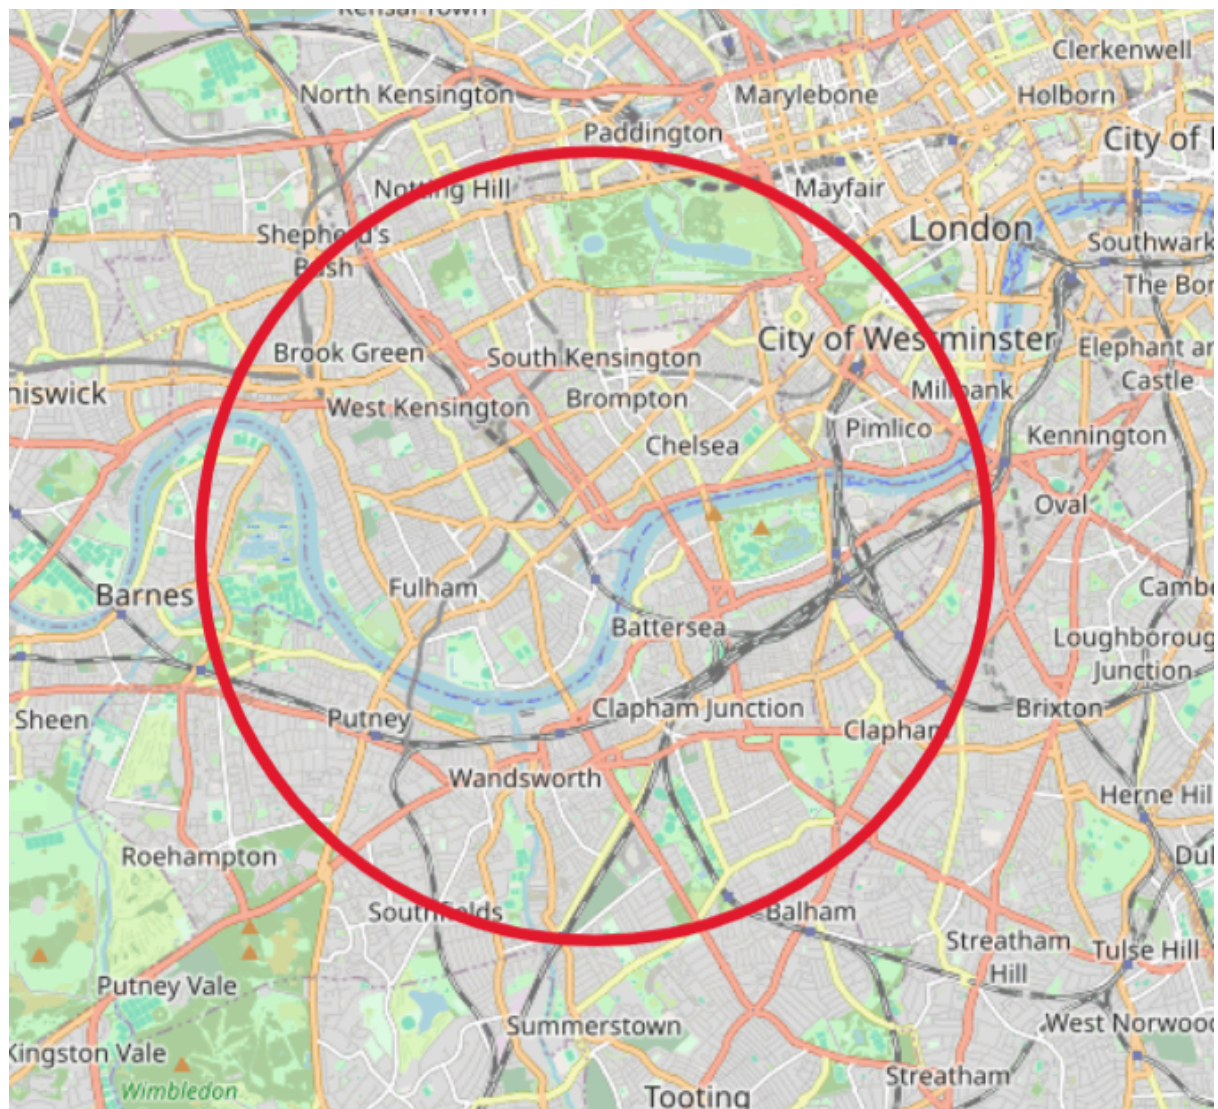 Kensal Town
Clerkenwell
North Kensington
Marylebone
Holborn
Paddington
City of
Notting Hill
Mayfair
Shepherd's
Bush
London
Southwark
The Bor
Brook Green
South Kensington
City of Westminster
Elephant an
Castle
hiswick
West Kensington
Brompton
Millbank
Chelsea
Pimlico
Kennington
Oval
Barnes
Fulham
Cambe
Battersea
Loughboroug
Junction
Sheen
Putney
Clapham Junction
Clapham
Brixton
Wandsworth
Herne Hil
Roehampton
Dul
Southfields
Balham
Streatham
Hill
Tulse Hill
Putney Vale
Summerstown
West Norwood
Kingston Vale
Wimbledon
Streatham
Tooting